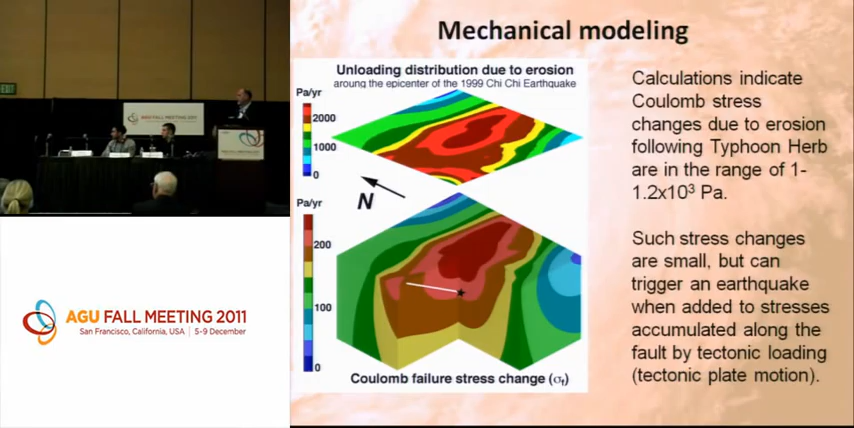 Mechanical modeling
AGU FALL MEETING 2011
AGU FALL MEETING 2011
San Francisco, California, USA | 5-9 December
Unloading distribution due to erosion
aroung the epicenter of the 1999 Chi Chi Earthquake
Pa/yr
2000
1000
0
N
Pa/yr
200
100
0
Coulomb failure stress change (σf)
Calculations indicate
Coulomb stress
changes due to erosion
following Typhoon Herb
are in the range of 1-
1.2x10³ Pa.
Such stress changes
are small, but can
trigger an earthquake
when added to stresses
accumulated along the
fault by tectonic loading
(tectonic plate motion).